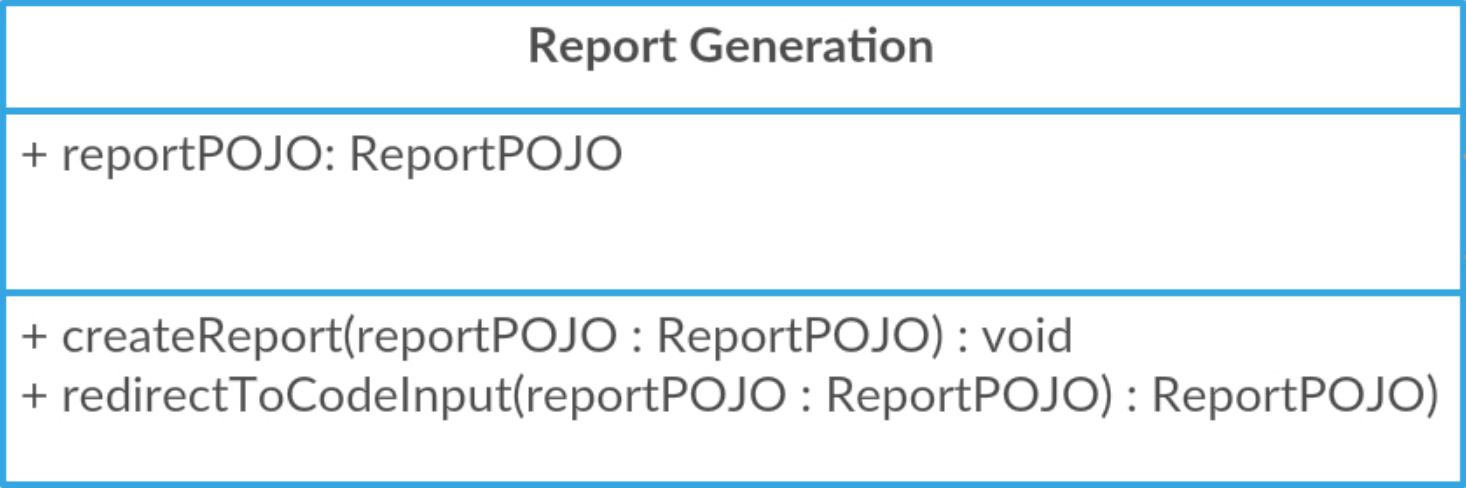 Report Generation
+ reportPOJO: ReportPOJO
+ createReport(reportPOJO : ReportPOJO) : void
+ redirectToCodeInput(reportPOJO : ReportPOJO) : ReportPOJO)